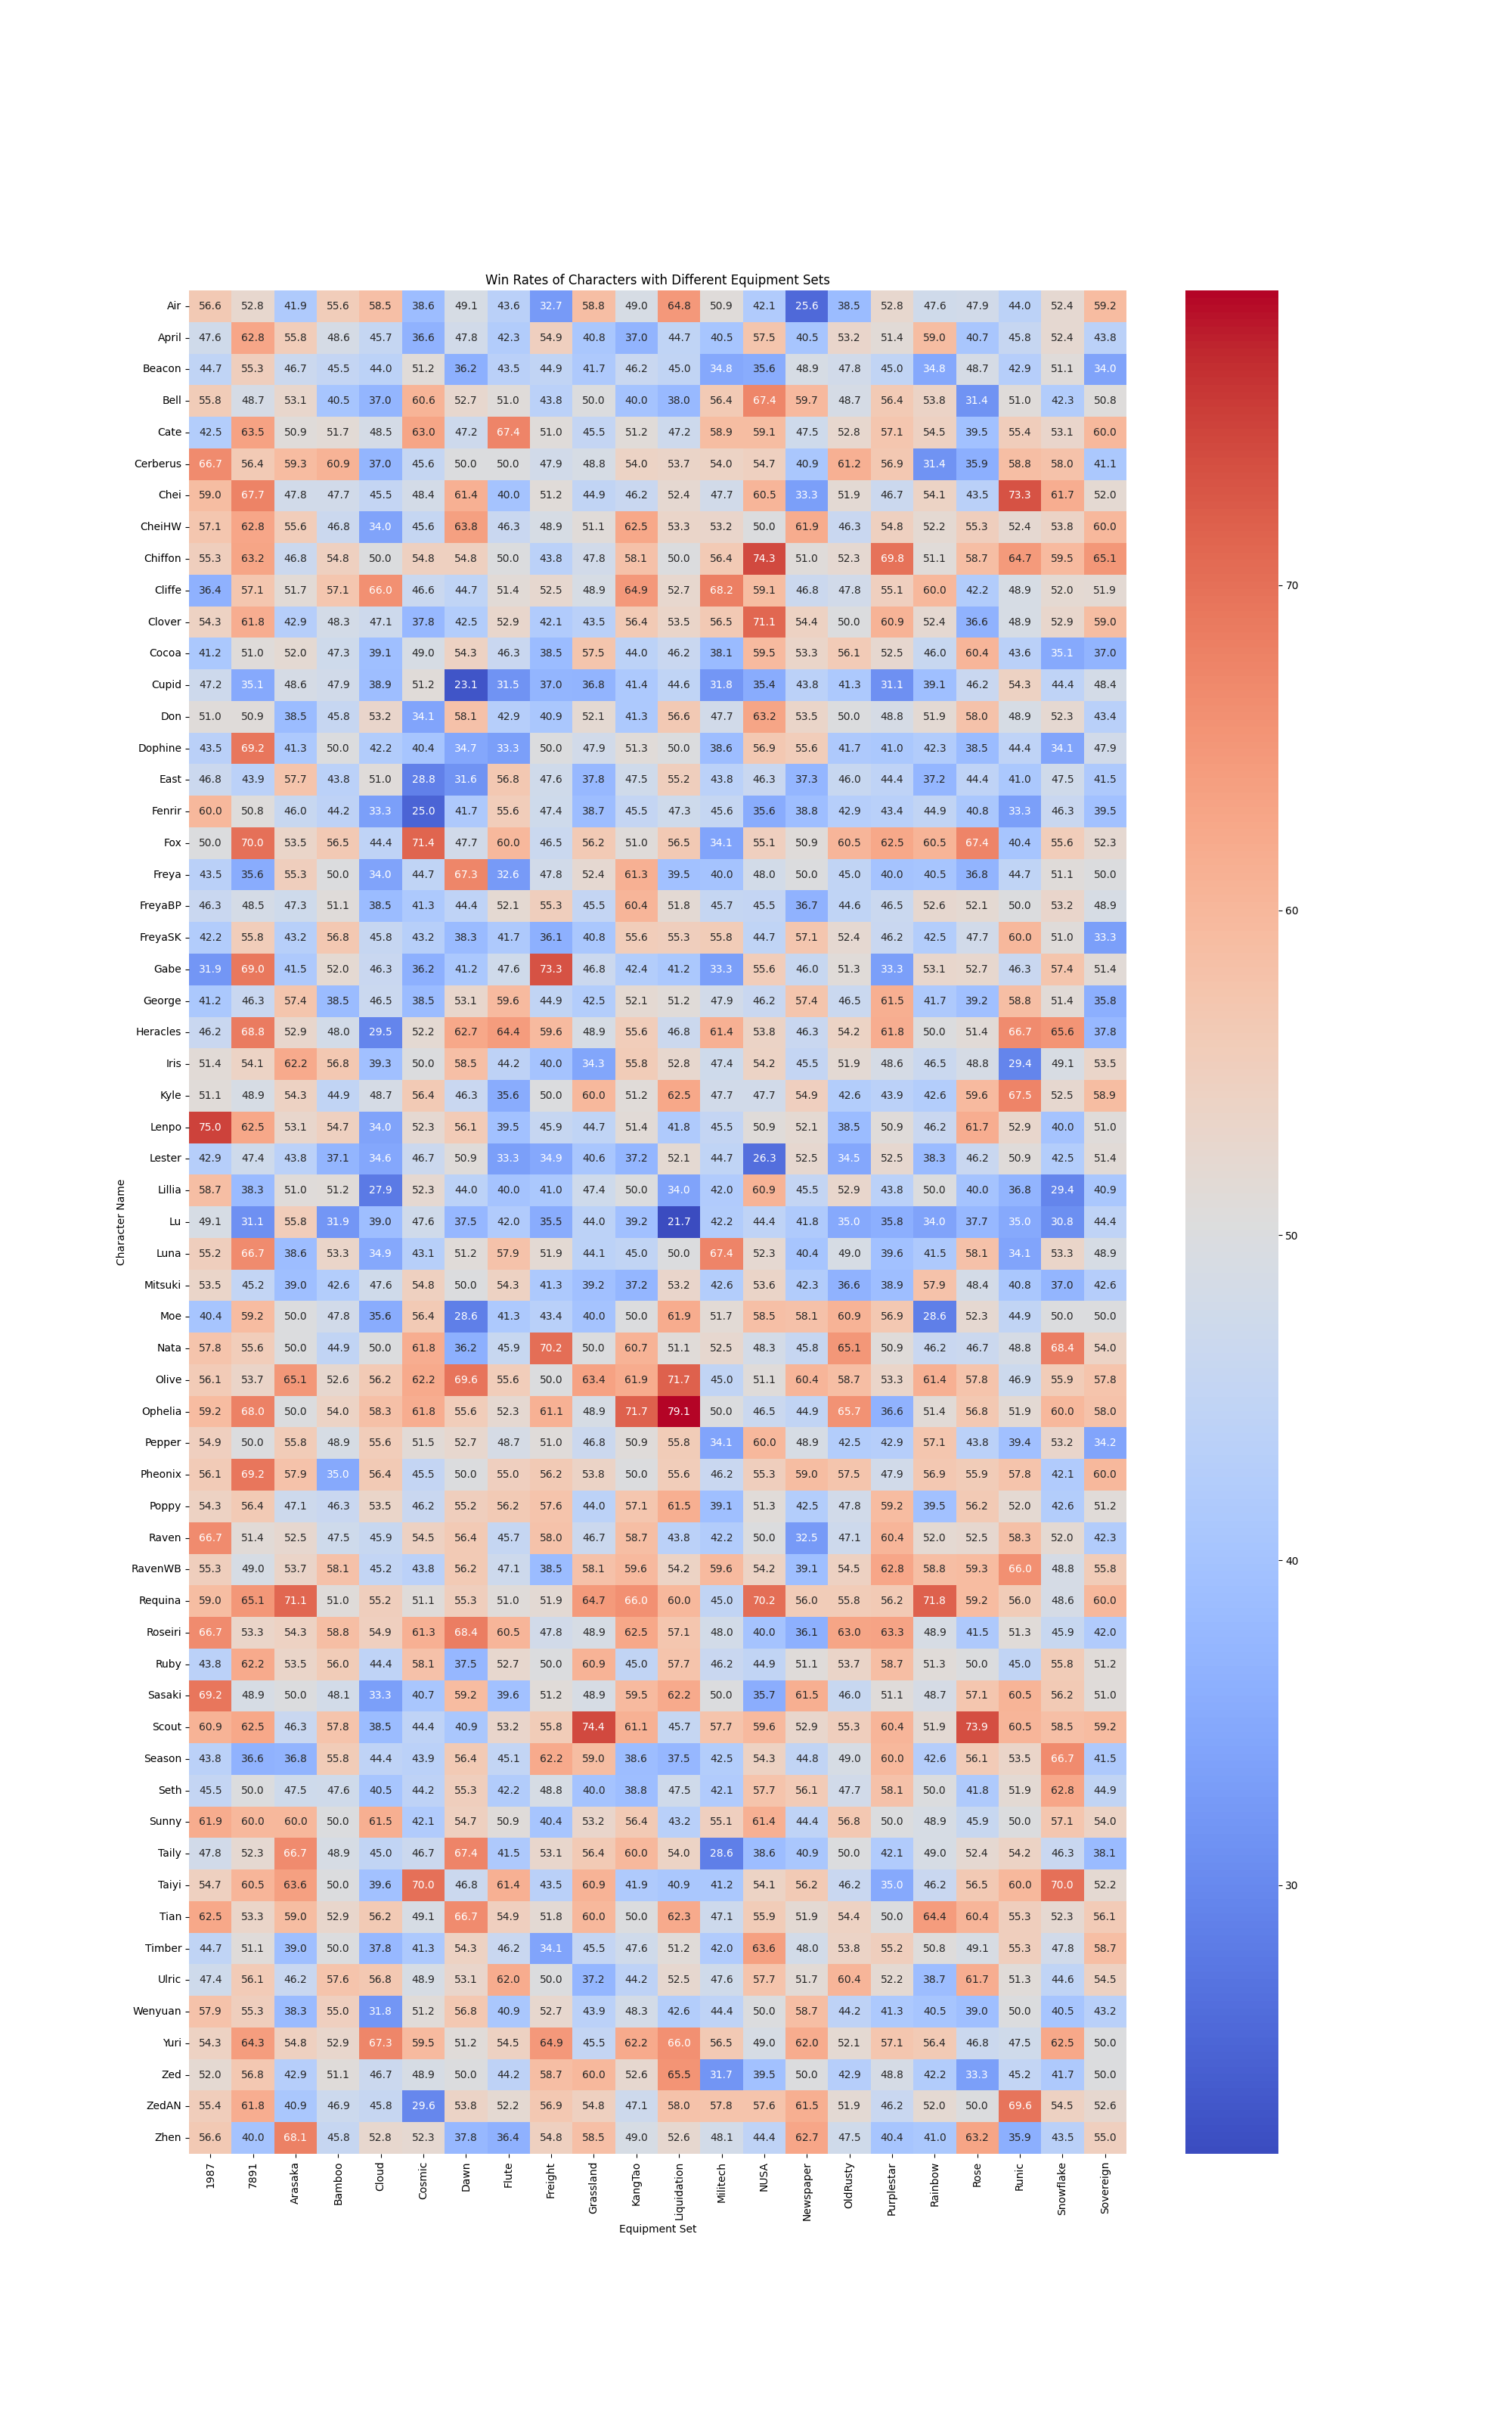 Win Rates of Characters with Different Equipment Sets
Air 56.6 52.8 41.9 55.6 58.5 38.6 49.1 43.6 32.7 58.8 49.0 64.8 50.9 42.1 25.6 38.5 52.8 47.6 47.9 44.0 52.4 59.2
April 47.6 62.8 55.8 48.6 45.7 36.6 47.8 42.3 54.9 40.8 37.0 44.7 40.5 57.5 40.5 53.2 51.4 59.0 40.7 45.8 52.4 43.8
Beacon 44.7 55.3 46.7 45.5 44.0 51.2 36.2 43.5 44.9 41.7 46.2 45.0 34.8 35.6 48.9 47.8 45.0 34.8 48.7 42.9 51.1 34.0
Bell 55.8 48.7 53.1 40.5 37.0 60.6 52.7 51.0 43.8 50.0 40.0 38.0 56.4 67.4 59.7 48.7 56.4 53.8 31.4 51.0 42.3 50.8
Cate 42.5 63.5 50.9 51.7 48.5 63.0 47.2 67.4 51.0 45.5 51.2 47.2 58.9 59.1 47.5 52.8 57.1 54.5 39.5 55.4 53.1 60.0
Cerberus 66.7 56.4 59.3 60.9 37.0 45.6 50.0 50.0 47.9 48.8 54.0 53.7 54.0 54.7 40.9 61.2 56.9 31.4 35.9 58.8 58.0 41.1
Chei 59.0 67.7 47.8 47.7 45.5 48.4 61.4 40.0 51.2 44.9 46.2 52.4 47.7 60.5 33.3 51.9 46.7 54.1 43.5 73.3 61.7 52.0
CheiHW 57.1 62.8 55.6 46.8 34.0 45.6 63.8 46.3 48.9 51.1 62.5 53.3 53.2 50.0 61.9 46.3 54.8 52.2 55.3 52.4 53.8 60.0
Chiffon 55.3 63.2 46.8 54.8 50.0 54.8 54.8 50.0 43.8 47.8 58.1 50.0 56.4 74.3 51.0 52.3 69.8 51.1 58.7 64.7 59.5 65.1
Cliffe 36.4 57.1 51.7 57.1 66.0 46.6 44.7 51.4 52.5 48.9 64.9 52.7 68.2 59.1 46.8 47.8 55.1 60.0 42.2 48.9 52.0 51.9
Clover 54.3 61.8 42.9 48.3 47.1 37.8 42.5 52.9 42.1 43.5 56.4 53.5 56.5 71.1 54.4 50.0 60.9 52.4 36.6 48.9 52.9 59.0
Cocoa 41.2 51.0 52.0 47.3 39.1 49.0 54.3 46.3 38.5 57.5 44.0 46.2 38.1 59.5 53.3 56.1 52.5 46.0 60.4 43.6 35.1 37.0
Cupid 47.2 35.1 48.6 47.9 38.9 51.2 23.1 31.5 37.0 36.8 41.4 44.6 31.8 35.4 43.8 41.3 31.1 39.1 46.2 54.3 44.4 48.4
Don 51.0 50.9 38.5 45.8 53.2 34.1 58.1 42.9 40.9 52.1 41.3 56.6 47.7 63.2 53.5 50.0 48.8 51.9 58.0 48.9 52.3 43.4
Dophine 43.5 69.2 41.3 50.0 42.2 40.4 34.7 33.3 50.0 47.9 51.3 50.0 38.6 56.9 55.6 41.7 41.0 42.3 38.5 44.4 34.1 47.9
East 46.8 43.9 57.7 43.8 51.0 28.8 31.6 56.8 47.6 37.8 47.5 55.2 43.8 46.3 37.3 46.0 44.4 37.2 44.4 41.0 47.5 41.5
Fenrir 60.0 50.8 46.0 44.2 33.3 25.0 41.7 55.6 47.4 38.7 45.5 47.3 45.6 35.6 38.8 42.9 43.4 44.9 40.8 33.3 46.3 39.5
Fox 50.0 70.0 53.5 56.5 44.4 71.4 47.7 60.0 46.5 56.2 51.0 56.5 34.1 55.1 50.9 60.5 62.5 60.5 67.4 40.4 55.6 52.3
Freya 43.5 35.6 55.3 50.0 34.0 44.7 67.3 32.6 47.8 52.4 61.3 39.5 40.0 48.0 50.0 45.0 40.0 40.5 36.8 44.7 51.1 50.0
FreyaBP 46.3 48.5 47.3 51.1 38.5 41.3 44.4 52.1 55.3 45.5 60.4 51.8 45.7 45.5 36.7 44.6 46.5 52.6 52.1 50.0 53.2 48.9
FreyaSK 42.2 55.8 43.2 56.8 45.8 43.2 38.3 41.7 36.1 40.8 55.6 55.3 55.8 44.7 57.1 52.4 46.2 42.5 47.7 60.0 51.0 33.3
Gabe 31.9 69.0 41.5 52.0 46.3 36.2 41.2 47.6 73.3 46.8 42.4 41.2 33.3 55.6 46.0 51.3 33.3 53.1 52.7 46.3 57.4 51.4
George 41.2 46.3 57.4 38.5 46.5 38.5 53.1 59.6 44.9 42.5 52.1 51.2 47.9 46.2 57.4 46.5 61.5 41.7 39.2 58.8 51.4 35.8
Heracles 46.2 68.8 52.9 48.0 29.5 52.2 62.7 64.4 59.6 48.9 55.6 46.8 61.4 53.8 46.3 54.2 61.8 50.0 51.4 66.7 65.6 37.8
Iris 51.4 54.1 62.2 56.8 39.3 50.0 58.5 44.2 40.0 34.3 55.8 52.8 47.4 54.2 45.5 51.9 48.6 46.5 48.8 29.4 49.1 53.5
Kyle 51.1 48.9 54.3 44.9 48.7 56.4 46.3 35.6 50.0 60.0 51.2 62.5 47.7 47.7 54.9 42.6 43.9 42.6 59.6 67.5 52.5 58.9
Lenpo 75.0 62.5 53.1 54.7 34.0 52.3 56.1 39.5 45.9 44.7 51.4 41.8 45.5 50.9 52.1 38.5 50.9 46.2 61.7 52.9 40.0 51.0
Lester 42.9 47.4 43.8 37.1 34.6 46.7 50.9 33.3 34.9 40.6 37.2 52.1 44.7 26.3 52.5 34.5 52.5 38.3 46.2 50.9 42.5 51.4
Lillia 58.7 38.3 51.0 51.2 27.9 52.3 44.0 40.0 41.0 47.4 50.0 34.0 42.0 60.9 45.5 52.9 43.8 50.0 40.0 36.8 29.4 40.9
Lu 49.1 31.1 55.8 31.9 39.0 47.6 37.5 42.0 35.5 44.0 39.2 21.7 42.2 44.4 41.8 35.0 35.8 34.0 37.7 35.0 30.8 44.4
Luna 55.2 66.7 38.6 53.3 34.9 43.1 51.2 57.9 51.9 44.1 45.0 50.0 67.4 52.3 40.4 49.0 39.6 41.5 58.1 34.1 53.3 48.9
Mitsuki 53.5 45.2 39.0 42.6 47.6 54.8 50.0 54.3 41.3 39.2 37.2 53.2 42.6 53.6 42.3 36.6 38.9 57.9 48.4 40.8 37.0 42.6
Moe 40.4 59.2 50.0 47.8 35.6 56.4 28.6 41.3 43.4 40.0 50.0 61.9 51.7 58.5 58.1 60.9 56.9 28.6 52.3 44.9 50.0 50.0
Nata 57.8 55.6 50.0 44.9 50.0 61.8 36.2 45.9 70.2 50.0 60.7 51.1 52.5 48.3 45.8 65.1 50.9 46.2 46.7 48.8 68.4 54.0
Olive 56.1 53.7 65.1 52.6 56.2 62.2 69.6 55.6 50.0 63.4 61.9 71.7 45.0 51.1 60.4 58.7 53.3 61.4 57.8 46.9 55.9 57.8
Ophelia 59.2 68.0 50.0 54.0 58.3 61.8 55.6 52.3 61.1 48.9 71.7 79.1 50.0 46.5 44.9 65.7 36.6 51.4 56.8 51.9 60.0 58.0
Pepper 54.9 50.0 55.8 48.9 55.6 51.5 52.7 48.7 51.0 46.8 50.9 55.8 34.1 60.0 48.9 42.5 42.9 57.1 43.8 39.4 53.2 34.2
Pheonix 56.1 69.2 57.9 35.0 56.4 45.5 50.0 55.0 56.2 53.8 50.0 55.6 46.2 55.3 59.0 57.5 47.9 56.9 55.9 57.8 42.1 60.0
Poppy 54.3 56.4 47.1 46.3 53.5 46.2 55.2 56.2 57.6 44.0 57.1 61.5 39.1 51.3 42.5 47.8 59.2 39.5 56.2 52.0 42.6 51.2
Raven 66.7 51.4 52.5 47.5 45.9 54.5 56.4 45.7 58.0 46.7 58.7 43.8 42.2 50.0 32.5 47.1 60.4 52.0 52.5 58.3 52.0 42.3
RavenWB 55.3 49.0 53.7 58.1 45.2 43.8 56.2 47.1 38.5 58.1 59.6 54.2 59.6 54.2 39.1 54.5 62.8 58.8 59.3 66.0 48.8 55.8
Requina 59.0 65.1 71.1 51.0 55.2 51.1 55.3 51.0 51.9 64.7 66.0 60.0 45.0 70.2 56.0 55.8 56.2 71.8 59.2 56.0 48.6 60.0
Roseiri 66.7 53.3 54.3 58.8 54.9 61.3 68.4 60.5 47.8 48.9 62.5 57.1 48.0 40.0 36.1 63.0 63.3 48.9 41.5 51.3 45.9 42.0
Ruby 43.8 62.2 53.5 56.0 44.4 58.1 37.5 52.7 50.0 60.9 45.0 57.7 46.2 44.9 51.1 53.7 58.7 51.3 50.0 45.0 55.8 51.2
Sasaki 69.2 48.9 50.0 48.1 33.3 40.7 59.2 39.6 51.2 48.9 59.5 62.2 50.0 35.7 61.5 46.0 51.1 48.7 57.1 60.5 56.2 51.0
Scout 60.9 62.5 46.3 57.8 38.5 44.4 40.9 53.2 55.8 74.4 61.1 45.7 57.7 59.6 52.9 55.3 60.4 51.9 73.9 60.5 58.5 59.2
Season 43.8 36.6 36.8 55.8 44.4 43.9 56.4 45.1 62.2 59.0 38.6 37.5 42.5 54.3 44.8 49.0 60.0 42.6 56.1 53.5 66.7 41.5
Seth 45.5 50.0 47.5 47.6 40.5 44.2 55.3 42.2 48.8 40.0 38.8 47.5 42.1 57.7 56.1 47.7 58.1 50.0 41.8 51.9 62.8 44.9
Sunny 61.9 60.0 60.0 50.0 61.5 42.1 54.7 50.9 40.4 53.2 56.4 43.2 55.1 61.4 44.4 56.8 50.0 48.9 45.9 50.0 57.1 54.0
Taily 47.8 52.3 66.7 48.9 45.0 46.7 67.4 41.5 53.1 56.4 60.0 54.0 28.6 38.6 40.9 50.0 42.1 49.0 52.4 54.2 46.3 38.1
Taiyi 54.7 60.5 63.6 50.0 39.6 70.0 46.8 61.4 43.5 60.9 41.9 40.9 41.2 54.1 56.2 46.2 35.0 46.2 56.5 60.0 70.0 52.2
Tian 62.5 53.3 59.0 52.9 56.2 49.1 66.7 54.9 51.8 60.0 50.0 62.3 47.1 55.9 51.9 54.4 50.0 64.4 60.4 55.3 52.3 56.1
Timber 44.7 51.1 39.0 50.0 37.8 41.3 54.3 46.2 34.1 45.5 47.6 51.2 42.0 63.6 48.0 53.8 55.2 50.8 49.1 55.3 47.8 58.7
Ulric 47.4 56.1 46.2 57.6 56.8 48.9 53.1 62.0 50.0 37.2 44.2 52.5 47.6 57.7 51.7 60.4 52.2 38.7 61.7 51.3 44.6 54.5
Wenyuan 57.9 55.3 38.3 55.0 31.8 51.2 56.8 40.9 52.7 43.9 48.3 42.6 44.4 50.0 58.7 44.2 41.3 40.5 39.0 50.0 40.5 43.2
Yuri 54.3 64.3 54.8 52.9 67.3 59.5 51.2 54.5 64.9 45.5 62.2 66.0 56.5 49.0 62.0 52.1 57.1 56.4 46.8 47.5 62.5 50.0
Zed 52.0 56.8 42.9 51.1 46.7 48.9 50.0 44.2 58.7 60.0 52.6 65.5 31.7 39.5 50.0 42.9 48.8 42.2 33.3 45.2 41.7 50.0
ZedAN 55.4 61.8 40.9 46.9 45.8 29.6 53.8 52.2 56.9 54.8 47.1 58.0 57.8 57.6 61.5 51.9 46.2 52.0 50.0 69.6 54.5 52.6
Zhen 56.6 40.0 68.1 45.8 52.8 52.3 37.8 36.4 54.8 58.5 49.0 52.6 48.1 44.4 62.7 47.5 40.4 41.0 63.2 35.9 43.5 55.0
1987 7891 Arasaka Bamboo Cloud Cosmic Dawn Flute Freight Grassland KangTao Liquidation Militech NUSA Newspaper OldRusty Purplestar Rainbow Rose Runic Snowflake Sovereign
Equipment Set
Character Name
70
60
50
40
30